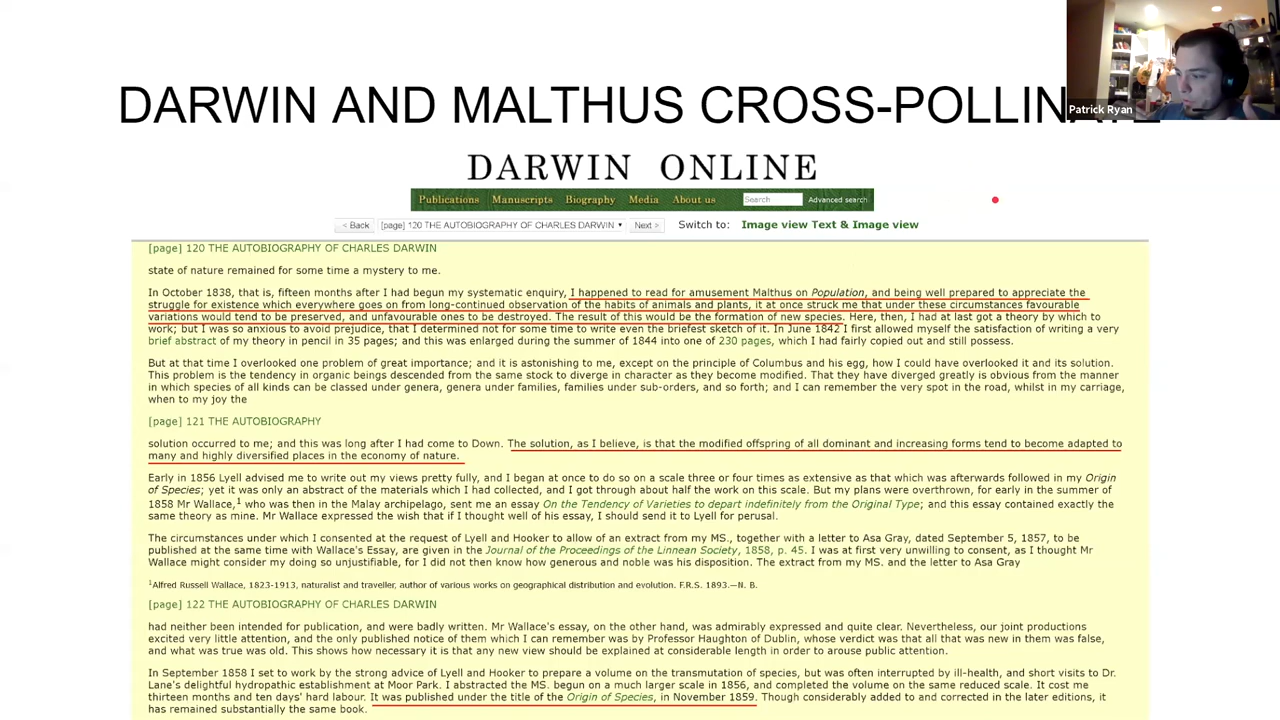 DARWIN AND MALTHUS CROSS-POLLIN
Patrick Ryan
DARWIN ONLINE
Publications Manuscripts Biography Media About us Search Advanced search
< Back [page] 120 THE AUTOBIOGRAPHY OF CHARLES DARWIN Next > Switch to: Image view Text & Image view
[page] 120 THE AUTOBIOGRAPHY OF CHARLES DARWIN
state of nature remained for some time a mystery to me.
In October 1838, that is, fifteen months after I had begun my systematic enquiry, I happened to read for amusement Malthus on Population, and being well prepared to appreciate the
struggle for existence which everywhere goes on from long-continued observation of the habits of animals and plants, it at once struck me that under these circumstances favourable
variations would tend to be preserved, and unfavourable ones to be destroyed. The result of this would be the formation of new species. Here, then, I had at last got a theory by which to
work; but I was so anxious to avoid prejudice, that I determined not for some time to write even the briefest sketch of it. In June 1842 I first allowed myself the satisfaction of writing a very
brief abstract of my theory in pencil in 35 pages; and this was enlarged during the summer of 1844 into one of 230 pages, which I had fairly copied out and still possess.
But at that time I overlooked one problem of great importance; and it is astonishing to me, except on the principle of Columbus and his egg, how I could have overlooked it and its solution.
This problem is the tendency in organic beings descended from the same stock to diverge in character as they become modified. That they have diverged greatly is obvious from the manner
in which species of all kinds can be classed under genera, genera under families, families under sub-orders, and so forth; and I can remember the very spot in the road, whilst in my carriage,
when to my joy the
[page] 121 THE AUTOBIOGRAPHY
solution occurred to me; and this was long after I had come to Down. The solution, as I believe, is that the modified offspring of all dominant and increasing forms tend to become adapted to
many and highly diversified places in the economy of nature.
Early in 1856 Lyell advised me to write out my views pretty fully, and I began at once to do so on a scale three or four times as extensive as that which was afterwards followed in my Origin
of Species; yet it was only an abstract of the materials which I had collected, and I got through about half the work on this scale. But my plans were overthrown, for early in the summer of
1858 Mr Wallace,1 who was then in the Malay archipelago, sent me an essay On the Tendency of Varieties to depart indefinitely from the Original Type; and this essay contained exactly the
same theory as mine. Mr Wallace expressed the wish that if I thought well of his essay, I should send it to Lyell for perusal.
The circumstances under which I consented at the request of Lyell and Hooker to allow of an extract from my MS., together with a letter to Asa Gray, dated September 5, 1857, to be
published at the same time with Wallace's Essay, are given in the Journal of the Proceedings of the Linnean Society, 1858, p. 45. I was at first very unwilling to consent, as I thought Mr
Wallace might consider my doing so unjustifiable, for I did not then know how generous and noble was his disposition. The extract from my MS. and the letter to Asa Gray
1Alfred Russell Wallace, 1823-1913, naturalist and traveller, author of various works on geographical distribution and evolution. F.R.S. 1893.—N. B.
[page] 122 THE AUTOBIOGRAPHY OF CHARLES DARWIN
had neither been intended for publication, and were badly written. Mr Wallace's essay, on the other hand, was admirably expressed and quite clear. Nevertheless, our joint productions
excited very little attention, and the only published notice of them which I can remember was by Professor Haughton of Dublin, whose verdict was that all that was new in them was false,
and what was true was old. This shows how necessary it is that any new view should be explained at considerable length in order to arouse public attention.
In September 1858 I set to work by the strong advice of Lyell and Hooker to prepare a volume on the transmutation of species, but was often interrupted by ill-health, and short visits to Dr.
Lane's delightful hydropathic establishment at Moor Park. I abstracted the MS. begun on a much larger scale in 1856, and completed the volume on the same reduced scale. It cost me
thirteen months and ten days' hard labour. It was published under the title of the Origin of Species, in November 1859. Though considerably added to and corrected in the later editions, it
has remained substantially the same book.